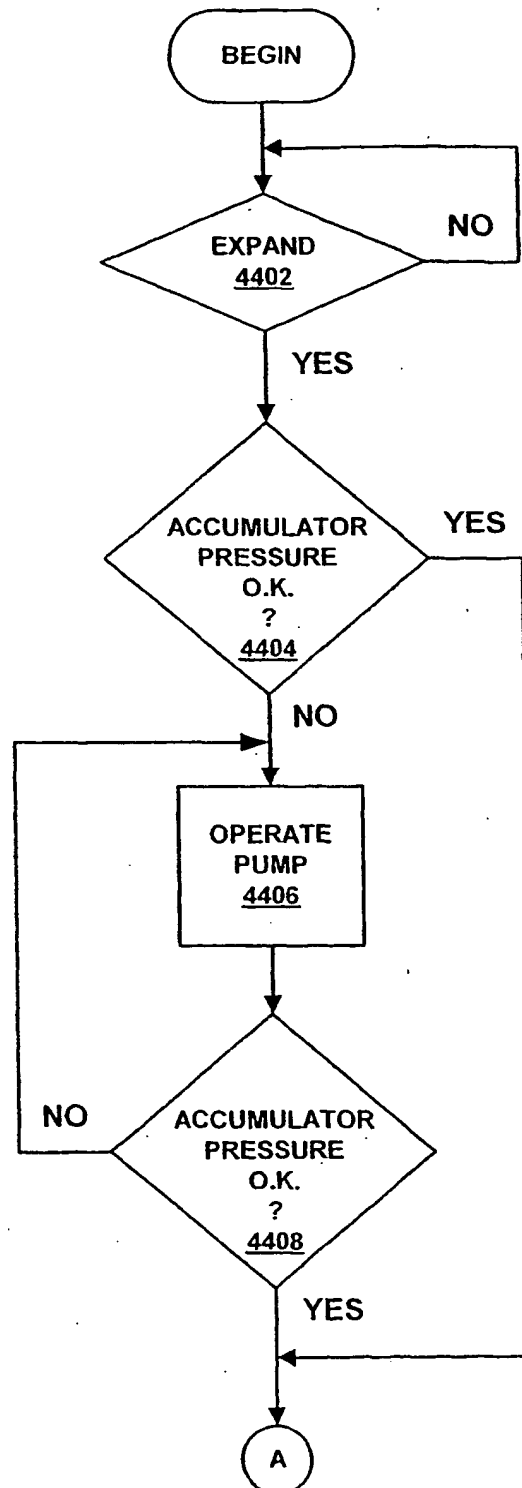 BEGIN
NO
EXPAND
4402
YES
ACCUMULATOR
PRESSURE
O.K.
?
4404
YES
NO
OPERATE
PUMP
4406
NO
ACCUMULATOR
PRESSURE
O.K.
?
4408
YES
A